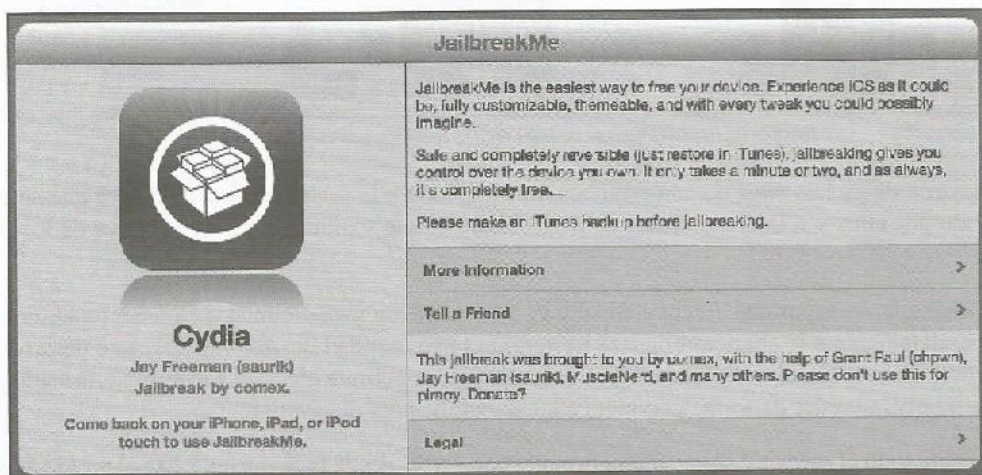 JailbreakMe
Cydia
Jay Freeman (saurik)
Jailbreak by comex.
Come back on your iPhone, iPad, or iPod
touch to use JailbreakMe.
JailbreakMe is the easiest way to free your device. Experience iOS as it could
be, fully customizable, themeable, and with every tweak you could possibly
imagine.
Safe and completely reversible (just restore in iTunes), jailbreaking gives you
control over the device you own. It only takes a minute or two, and as always,
it's completely free.
Please make an iTunes backup before jailbreaking.
More Information
Tell a Friend
This jailbreak was brought to you by comex, with the help of Grant Paul (chpwn),
Jay Freeman (saurik), MuscleNerd, and many others. Please don't use this for
piracy. Donate?
Legal